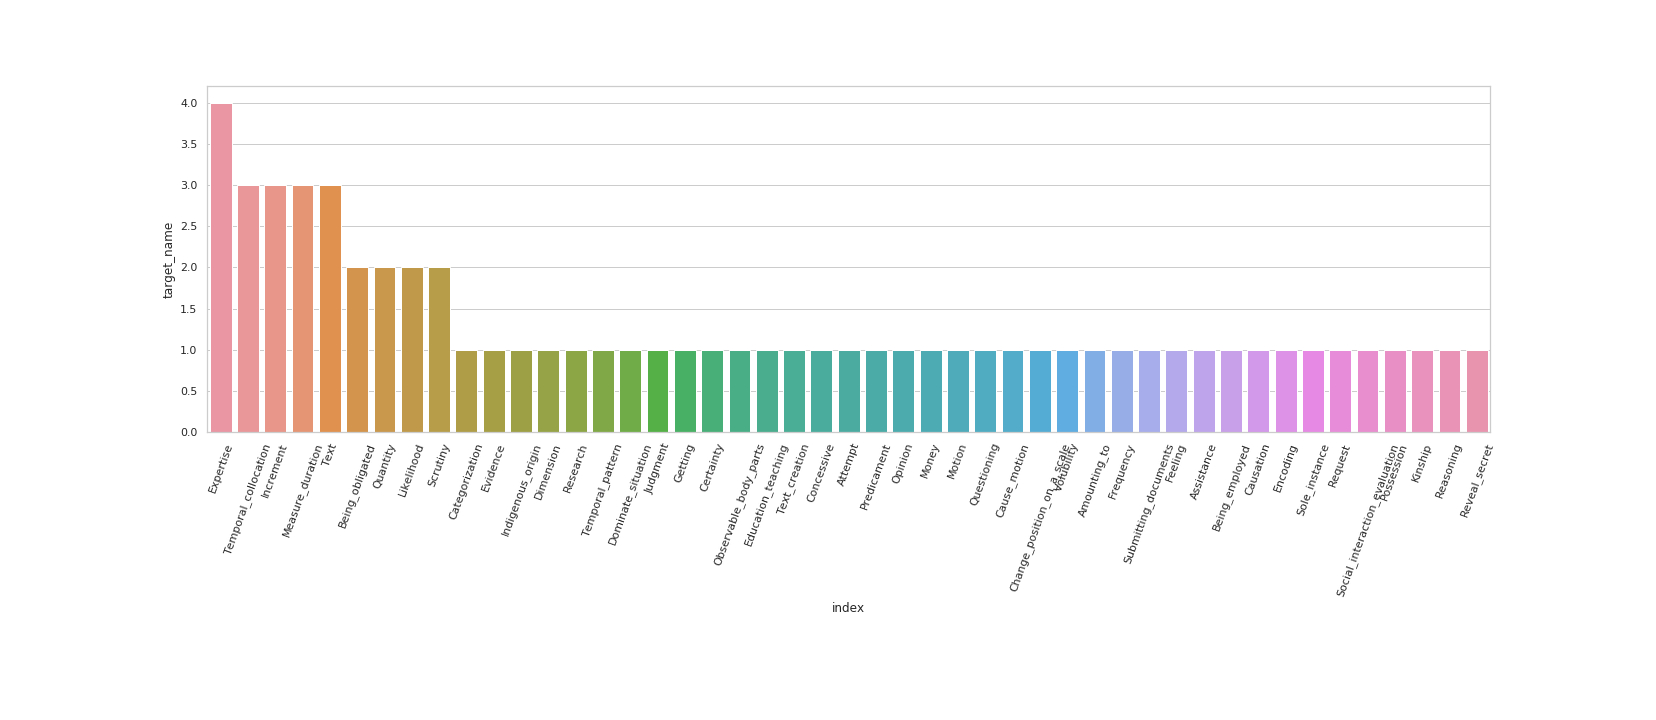 4.0
3.5
3.0
2.5
2.0
1.5
1.0
0.5
0.0
target_name
Expertise
Temporal_collocation
Increment
Measure_duration
Text
Being_obligated
Quantity
Likelihood
Scrutiny
Categorization
Evidence
Indigenous_origin
Dimension
Research
Temporal_pattern
Dominate_situation
Judgment
Getting
Certainty
Observable_body_parts
Education_teaching
Text_creation
Concessive
Attempt
Predicament
Opinion
Money
Motion
Questioning
Cause_motion
Change_position_on_a_scale
Volubility
Amounting_to
Frequency
Submitting_documents
Feeling
Assistance
Being_employed
Causation
Encoding
Sole_instance
Request
Social_interaction_evaluation
Possession
Kinship
Reasoning
Reveal_secret
index